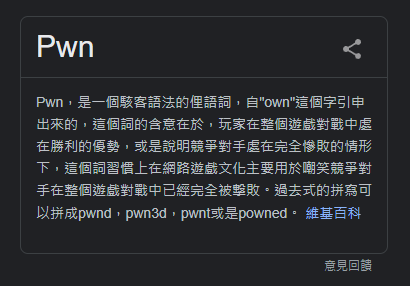 Pwn
Pwn，是一個駭客語法的俚語詞，自"own"這個字引申
出來的，這個詞的含意在於，玩家在整個遊戲對戰中處
在勝利的優勢，或是說明競爭對手處在完全慘敗的情形
下，這個詞習慣上在網路遊戲文化主要用於嘲笑競爭對
手在整個遊戲對戰中已經完全被擊敗。過去式的拼寫可
以拼成pwnd，pwn3d，pwnt或是powned。 維基百科
意見回饋